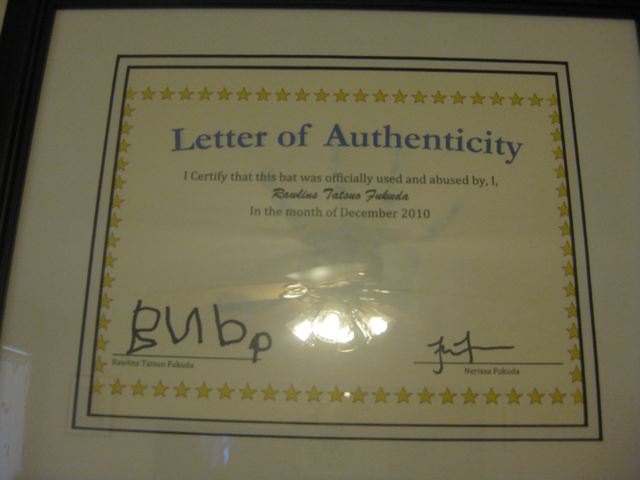 Letter of Authenticity
I Certify that this bat was officially used and abused by, I,
Rawlins Tatsuo Fukuda
In the month of December 2010
Rawlins Tatsuo Fukuda
Nerissa Fukuda